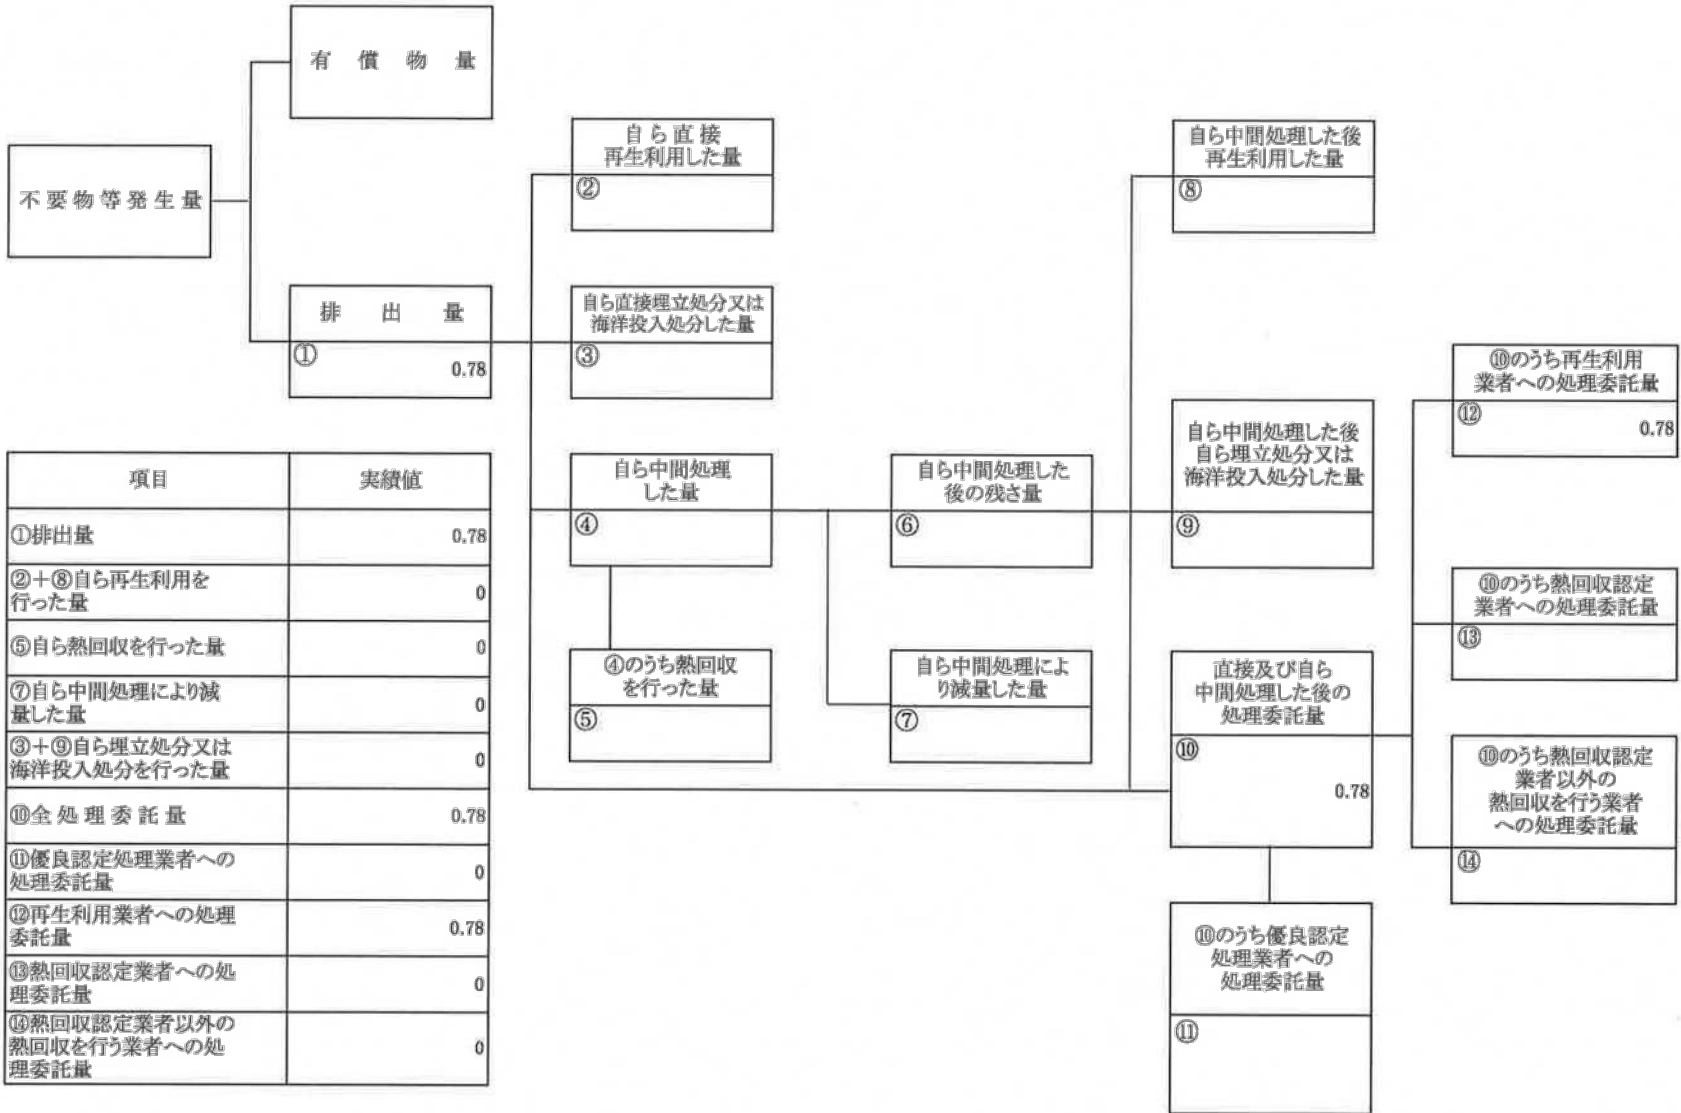 有償物量
不要物等発生量
排出量
①
0.78
自ら直接
再生利用した量
②
自ら直接埋立処分又は
海洋投入処分した量
③
自ら中間処理
した量
④
④のうち熱回収
を行った量
⑤
自ら中間処理した
後の残さ量
⑥
自ら中間処理によ
り減量した量
⑦
自ら中間処理した後
再生利用した量
⑧
自ら中間処理した後
自ら埋立処分又は
海洋投入処分した量
⑨
直接及び自ら
中間処理した後の
処理委託量
⑩
0.78
⑩のうち優良認定
処理業者への
処理委託量
⑪
⑩のうち再生利用
業者への処理委託量
⑫
0.78
⑩のうち熱回収認定
業者への処理委託量
⑬
⑩のうち熱回収認定
業者以外の
熱回収を行う業者
への処理委託量
⑭
項目 実績値
①排出量 0.78
②＋⑧自ら再生利用を
行った量 0
⑤自ら熱回収を行った量 0
⑦自ら中間処理により減
量した量 0
③＋⑨自ら埋立処分又は
海洋投入処分を行った量 0
⑩全処理委託量 0.78
⑪優良認定処理業者への
処理委託量 0
⑫再生利用業者への処理
委託量 0.78
⑬熱回収認定業者への処
理委託量 0
⑭熱回収認定業者以外の
熱回収を行う業者への処
理委託量 0